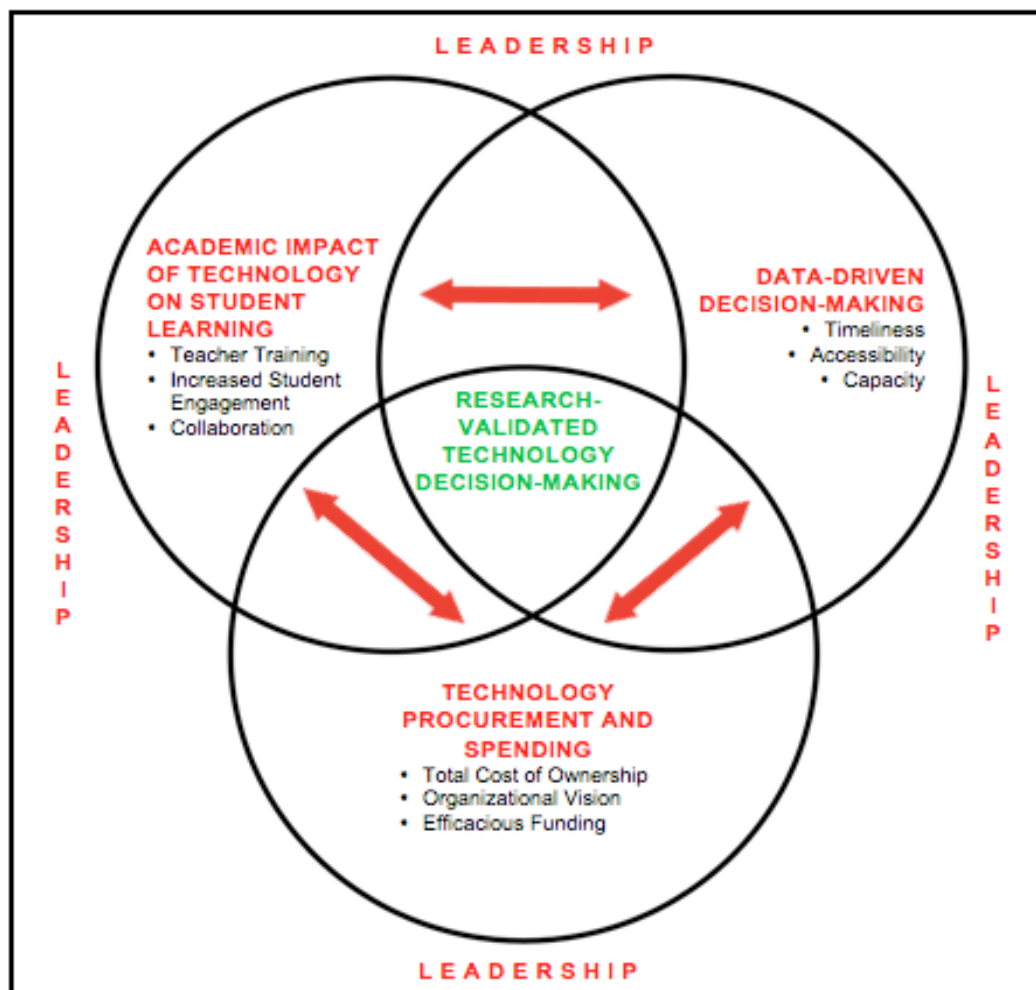 LEADERSHIP
ACADEMIC IMPACT
OF TECHNOLOGY
ON STUDENT
LEARNING
• Teacher Training
• Increased Student
Engagement
• Collaboration
DATA-DRIVEN
DECISION-MAKING
• Timeliness
• Accessibility
• Capacity
LEADERSHIP
LEADERSHIP
RESEARCH-
VALIDATED
TECHNOLOGY
DECISION-MAKING
TECHNOLOGY
PROCUREMENT AND
SPENDING
• Total Cost of Ownership
• Organizational Vision
• Efficacious Funding
LEADERSHIP